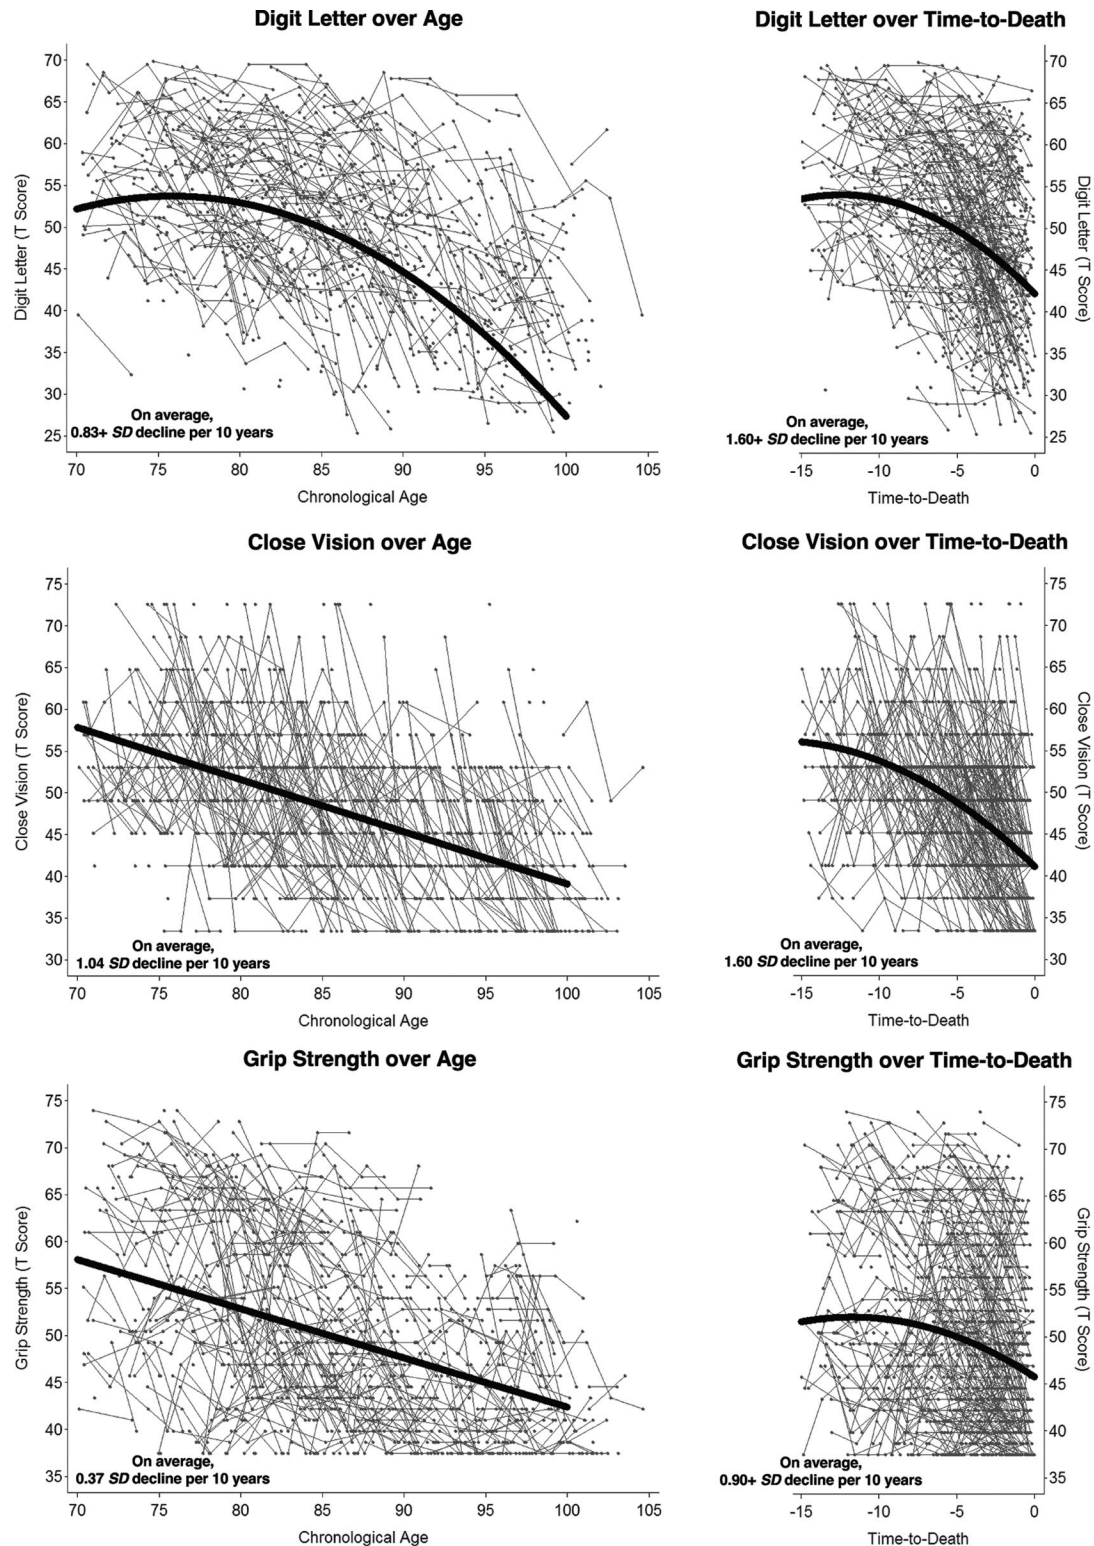 Digit Letter over Age
Digit Letter over Time-to-Death
70
65
60
55
50
45
40
35
30
25
Digit Letter (T Score)
On average,
0.83+ SD decline per 10 years
70 75 80 85 90 95 100 105
Chronological Age
70
65
60
55
50
45
40
35
30
25
Digit Letter (T Score)
On average,
1.60+ SD decline per 10 years
-15 -10 -5 0
Time-to-Death
Close Vision over Age
Close Vision over Time-to-Death
75
70
65
60
55
50
45
40
35
30
Close Vision (T Score)
On average,
1.04 SD decline per 10 years
70 75 80 85 90 95 100 105
Chronological Age
75
70
65
60
55
50
45
40
35
30
Close Vision (T Score)
On average,
1.60 SD decline per 10 years
-15 -10 -5 0
Time-to-Death
Grip Strength over Age
Grip Strength over Time-to-Death
75
70
65
60
55
50
45
40
35
Grip Strength (T Score)
On average,
0.37 SD decline per 10 years
70 75 80 85 90 95 100 105
Chronological Age
75
70
65
60
55
50
45
40
35
Grip Strength (T Score)
On average,
0.90+ SD decline per 10 years
-15 -10 -5 0
Time-to-Death